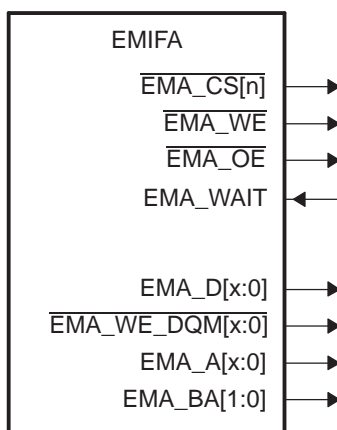 EMIFA
EMA_CS[n]
EMA_WE
EMA_OE
EMA_WAIT
EMA_D[x:0]
EMA_WE_DQM[x:0]
EMA_A[x:0]
EMA_BA[1:0]